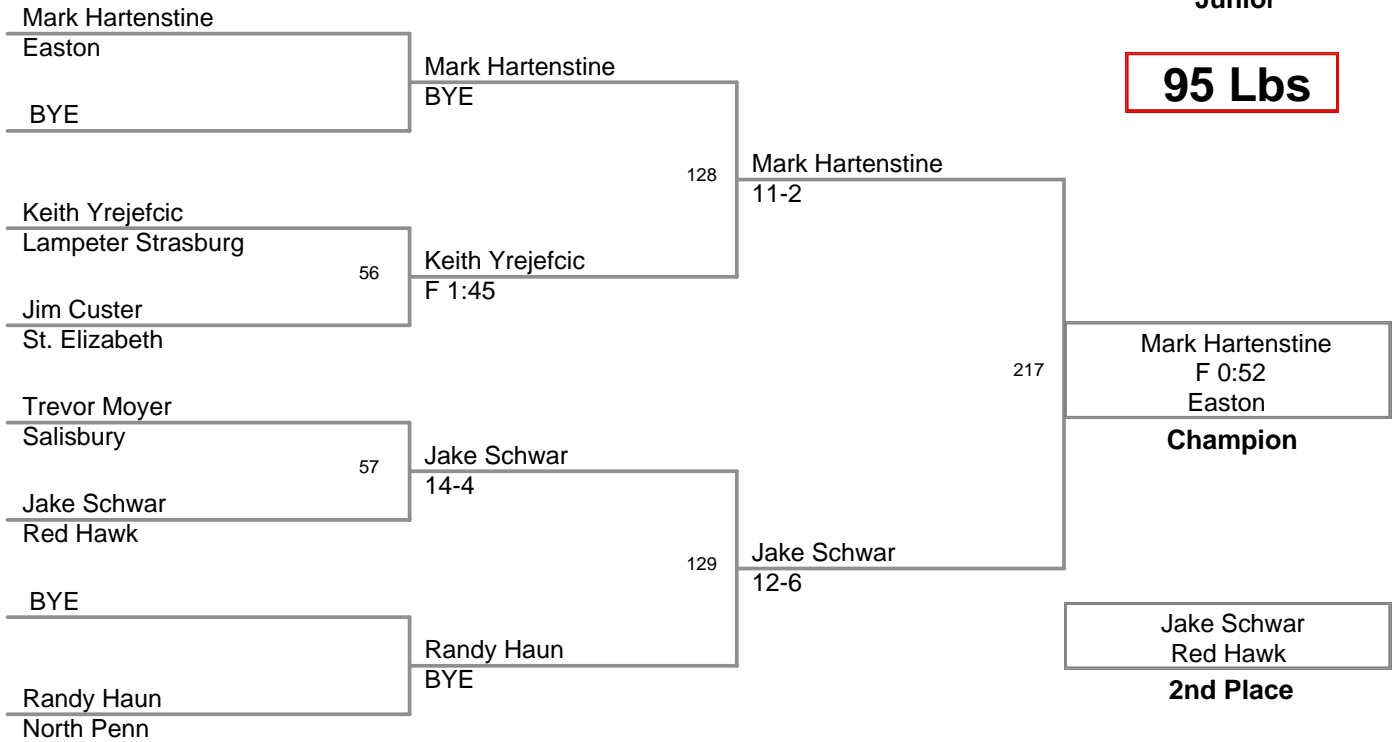 Junior
95 Lbs
Mark Hartenstine
Easton
BYE
Keith Yrejefcic
Lampeter Strasburg
56
Jim Custer
St. Elizabeth
Trevor Moyer
Salisbury
57
Jake Schwar
Red Hawk
BYE
Randy Haun
North Penn
Mark Hartenstine
BYE
128
Keith Yrejefcic
F 1:45
Jake Schwar
14-4
129
Randy Haun
BYE
Mark Hartenstine
11-2
217
Jake Schwar
12-6
Mark Hartenstine
F 0:52
Easton
Champion
Jake Schwar
Red Hawk
2nd Place